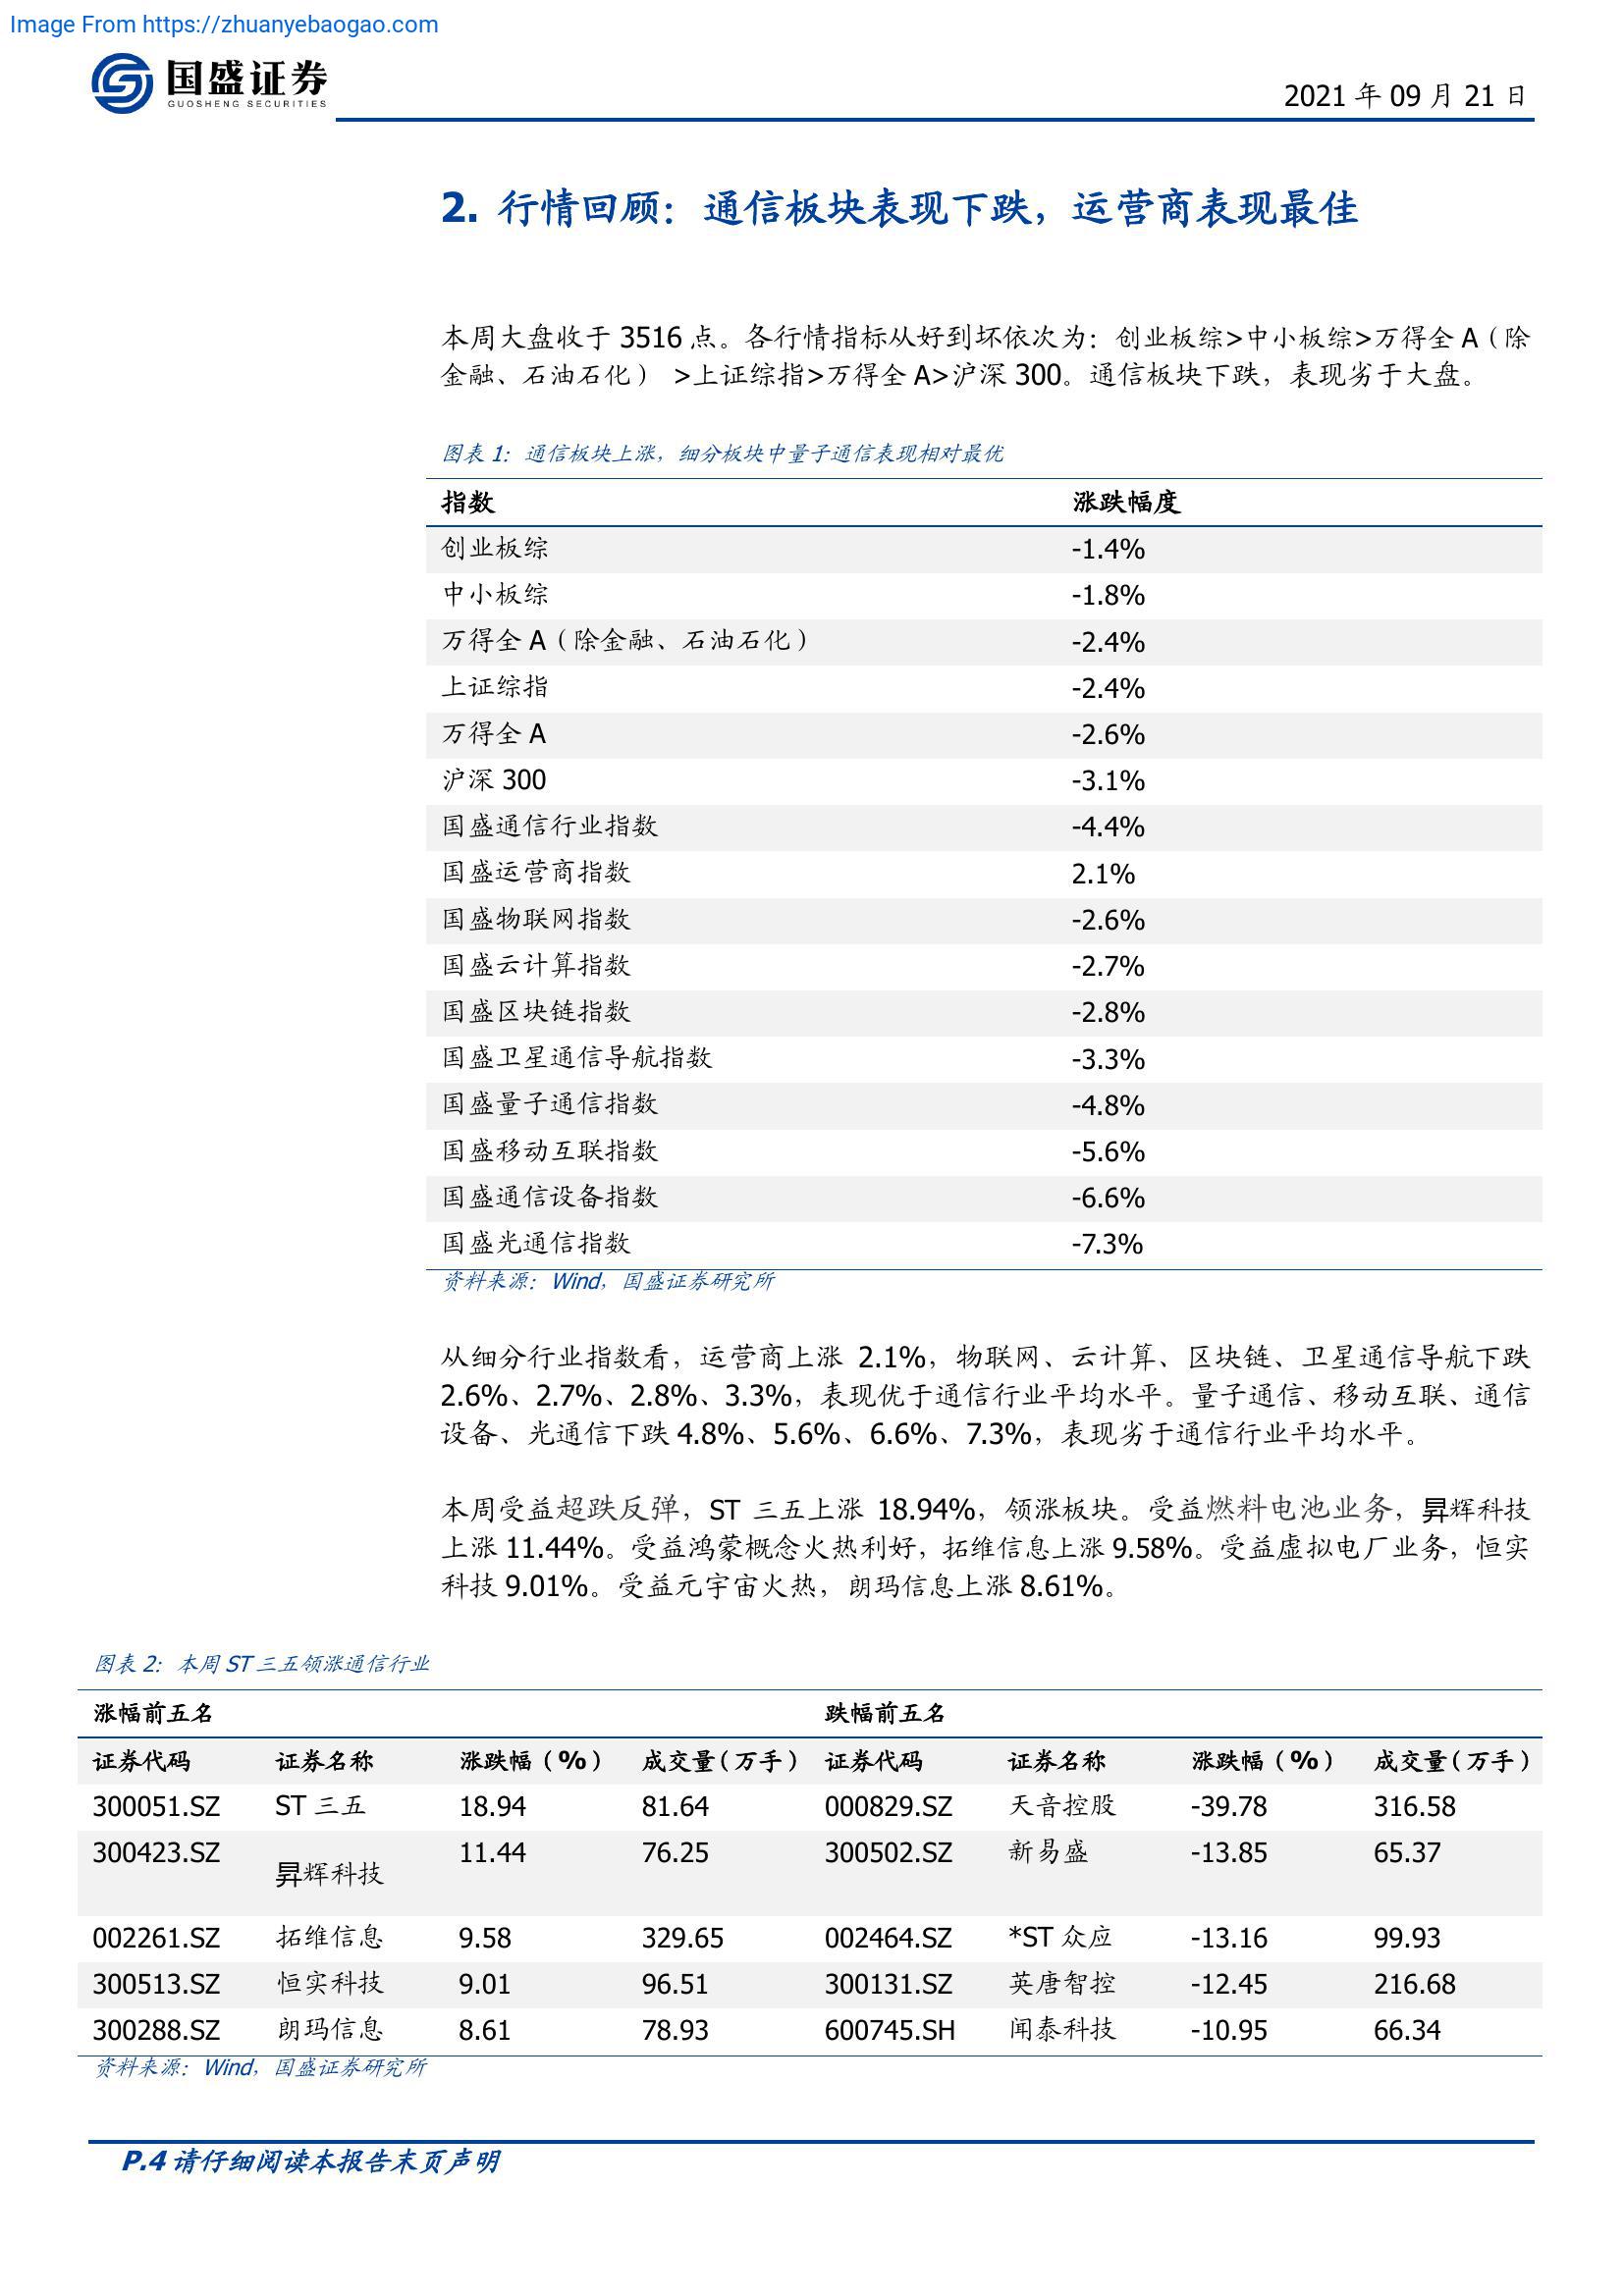 Image From https://zhuanyebaogao.com
国盛证券
GUOSHENG SECURITIES
2021 年 09 月 21 日
2. 行情回顾：通信板块表现下跌，运营商表现最佳
本周大盘收于 3516 点。各行情指标从好到坏依次为：创业板综>中小板综>万得全 A（除
金融、石油石化） >上证综指>万得全 A>沪深 300。通信板块下跌，表现劣于大盘。
图表 1：通信板块上涨，细分板块中量子通信表现相对最优
指数 涨跌幅度
创业板综 -1.4%
中小板综 -1.8%
万得全 A（除金融、石油石化） -2.4%
上证综指 -2.4%
万得全 A -2.6%
沪深 300 -3.1%
国盛通信行业指数 -4.4%
国盛运营商指数 2.1%
国盛物联网指数 -2.6%
国盛云计算指数 -2.7%
国盛区块链指数 -2.8%
国盛卫星通信导航指数 -3.3%
国盛量子通信指数 -4.8%
国盛移动互联指数 -5.6%
国盛通信设备指数 -6.6%
国盛光通信指数 -7.3%
资料来源：Wind，国盛证券研究所
从细分行业指数看，运营商上涨 2.1%，物联网、云计算、区块链、卫星通信导航下跌
2.6%、2.7%、2.8%、3.3%，表现优于通信行业平均水平。量子通信、移动互联、通信
设备、光通信下跌 4.8%、5.6%、6.6%、7.3%，表现劣于通信行业平均水平。
本周受益超跌反弹，ST 三五上涨 18.94%，领涨板块。受益燃料电池业务，昇辉科技
上涨 11.44%。受益鸿蒙概念火热利好，拓维信息上涨 9.58%。受益虚拟电厂业务，恒实
科技 9.01%。受益元宇宙火热，朗玛信息上涨 8.61%。
图表 2：本周 ST 三五领涨通信行业
涨幅前五名 跌幅前五名
证券代码 证券名称 涨跌幅（%） 成交量（万手） 证券代码 证券名称 涨跌幅（%） 成交量（万手）
300051.SZ ST 三五 18.94 81.64 000829.SZ 天音控股 -39.78 316.58
300423.SZ 昇辉科技 11.44 76.25 300502.SZ 新易盛 -13.85 65.37
002261.SZ 拓维信息 9.58 329.65 002464.SZ *ST 众应 -13.16 99.93
300513.SZ 恒实科技 9.01 96.51 300131.SZ 英唐智控 -12.45 216.68
300288.SZ 朗玛信息 8.61 78.93 600745.SH 闻泰科技 -10.95 66.34
资料来源：Wind，国盛证券研究所
P.4 请仔细阅读本报告末页声明